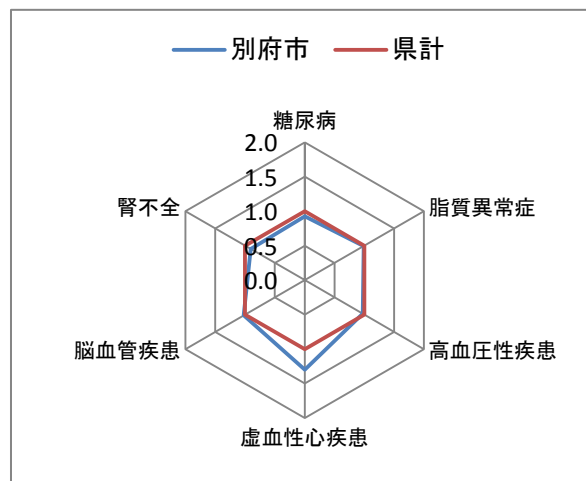 別府市 県計
糖尿病
2.0
1.5
1.0
0.5
0.0
脂質異常症
高血圧性疾患
虚血性心疾患
脳血管疾患
腎不全